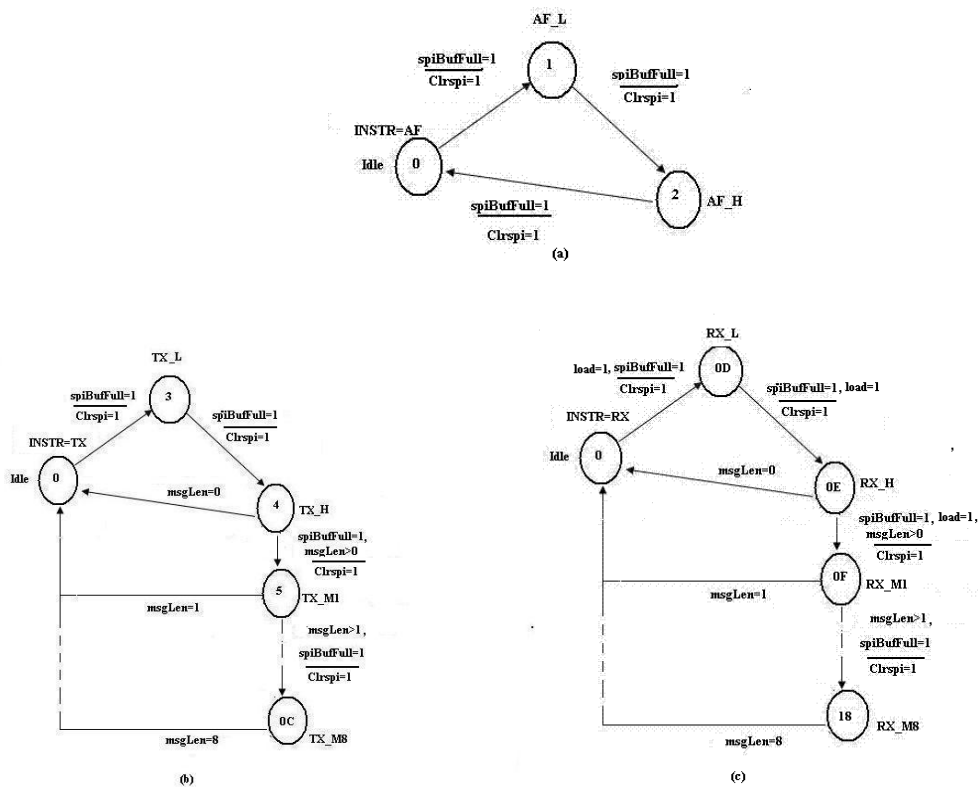 AF_L
1
spiBufFull=1
Clrspi=1
spiBufFull=1
Clrspi=1
INSTR=AF
Idle
0
2
AF_H
spiBufFull=1
Clrspi=1
(a)
TX_L
3
spiBufFull=1
Clrspi=1
spiBufFull=1
Clrspi=1
INSTR=TX
Idle
0
msgLen=0
4
TX_H
spiBufFull=1,
msgLen>0
Clrspi=1
5
TX_M1
msgLen=1
msgLen>1,
spiBufFull=1
Clrspi=1
0C
TX_M8
msgLen=8
(b)
RX_L
0D
load=1, spiBufFull=1
Clrspi=1
spiBufFull=1, load=1
Clrspi=1
INSTR=RX
Idle
0
msgLen=0
0E
RX_H
spiBufFull=1, load=1,
msgLen>0
Clrspi=1
0F
RX_M1
msgLen=1
msgLen>1,
spiBufFull=1
Clrspi=1
18
RX_M8
msgLen=8
(c)